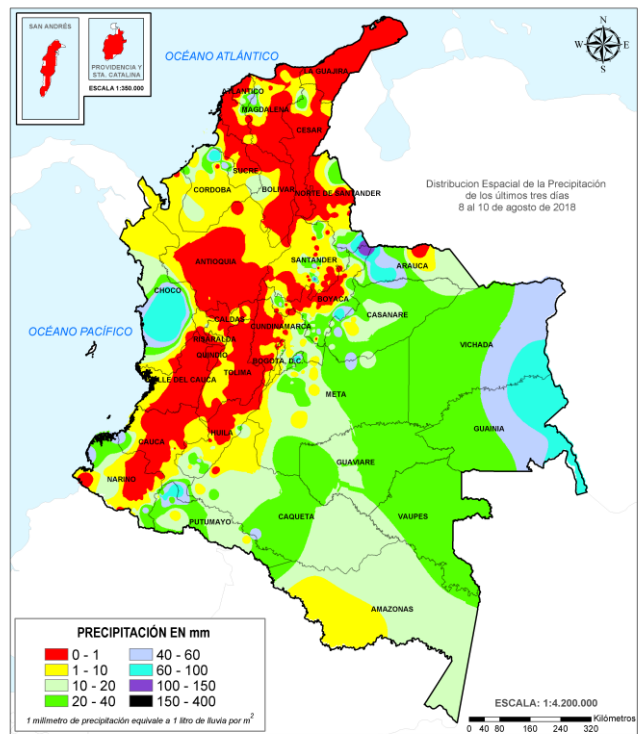 SAN ANDRÉS
PROVIDENCIA Y
STA. CATALINA
ESCALA 1:350.000
OCÉANO ATLÁNTICO
N
W E
S
LA GUAJIRA
ATLANTICO
MAGDALENA
CESAR
SUCRE
CORDOBA
BOLIVAR
NORTE DE SANTANDER
Distribucion Espacial de la Precipitación
de los últimos tres días
8 al 10 de agosto de 2018
ANTIOQUIA
SANTANDER
ARAUCA
CHOCO
BOYACA
CASANARE
OCÉANO PACÍFICO
CALDAS
CUNDINAMARCA
RISARALDA
VICHADA
QUINDIO
BOGOTA, D.C.
TOLIMA
VALLE DEL CAUCA
META
GUAINIA
HUILA
CAUCA
GUAVIARE
NARIÑO
PUTUMAYO
CAQUETA
VAUPES
AMAZONAS
PRECIPITACIÓN EN mm
0 - 1 40 - 60
1 - 10 60 - 100
10 - 20 100 - 150
20 - 40 150 - 400
1 milimetro de precipitación equivale a 1 litro de lluvia por m2
ESCALA: 1:4.200.000
Kilómetros
0 40 80 160 240 320